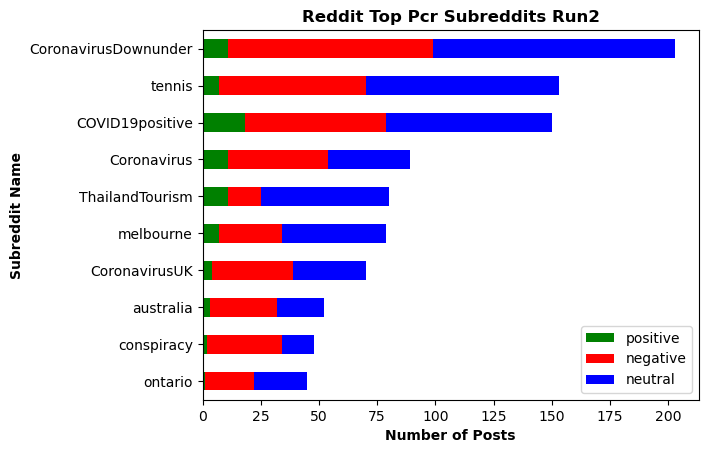 Reddit Top Pcr Subreddits Run2
CoronavirusDownunder
tennis
COVID19positive
Coronavirus
ThailandTourism
melbourne
CoronavirusUK
australia
conspiracy
ontario
Subreddit Name
positive
negative
neutral
0 25 50 75 100 125 150 175 200
Number of Posts